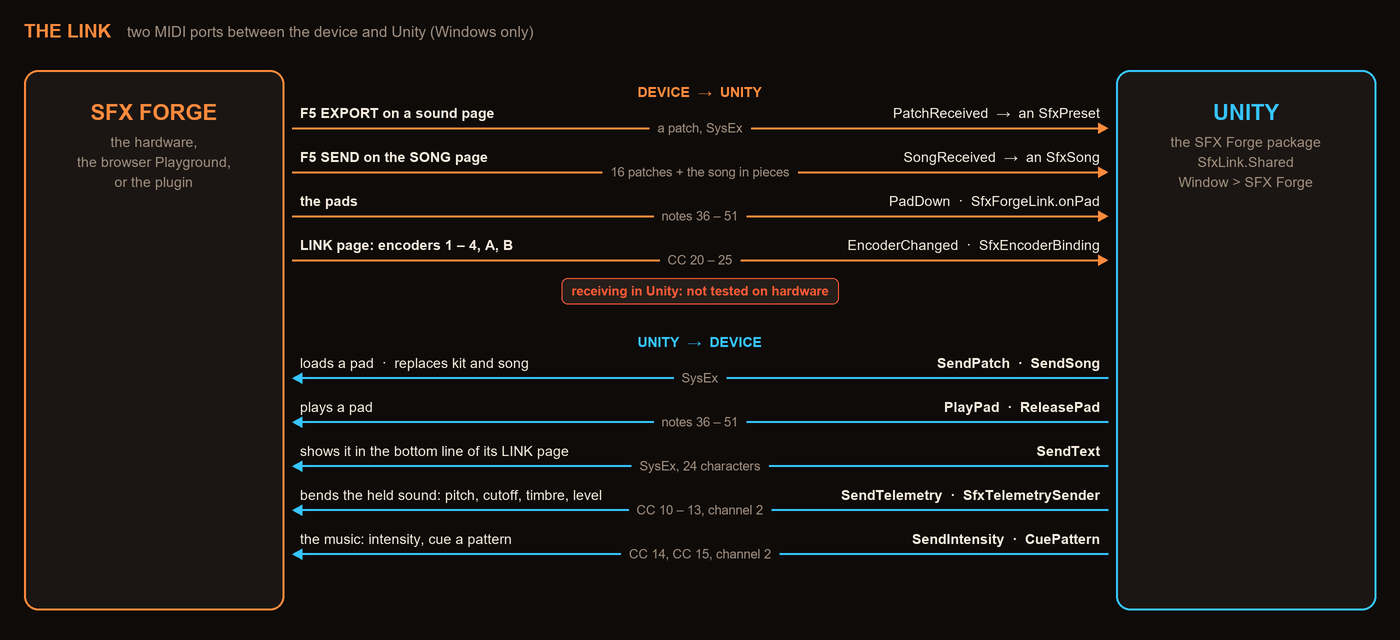 THE LINK two MIDI ports between the device and Unity (Windows only)
SFX FORGE
the hardware,
the browser Playground,
or the plugin
DEVICE → UNITY
F5 EXPORT on a sound page
PatchReceived → an SfxPreset
a patch, SysEx
F5 SEND on the SONG page
SongReceived → an SfxSong
16 patches + the song in pieces
the pads
PadDown · SfxForgeLink.onPad
notes 36 – 51
LINK page: encoders 1 – 4, A, B
EncoderChanged · SfxEncoderBinding
CC 20 – 25
receiving in Unity: not tested on hardware
UNITY → DEVICE
loads a pad · replaces kit and song
SendPatch · SendSong
SysEx
plays a pad
PlayPad · ReleasePad
notes 36 – 51
shows it in the bottom line of its LINK page
SendText
SysEx, 24 characters
bends the held sound: pitch, cutoff, timbre, level
SendTelemetry · SfxTelemetrySender
CC 10 – 13, channel 2
the music: intensity, cue a pattern
SendIntensity · CuePattern
CC 14, CC 15, channel 2
UNITY
the SFX Forge package
SfxLink.Shared
Window > SFX Forge